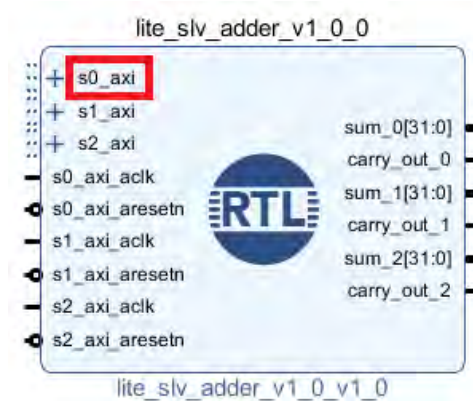 lite_slv_adder_v1_0_0
s0_axi
s1_axi
s2_axi
s0_axi_aclk
s0_axi_aresetn
s1_axi_aclk
s1_axi_aresetn
s2_axi_aclk
s2_axi_aresetn
RTL
sum_0[31:0]
carry_out_0
sum_1[31:0]
carry_out_1
sum_2[31:0]
carry_out_2
lite_slv_adder_v1_0_v1_0